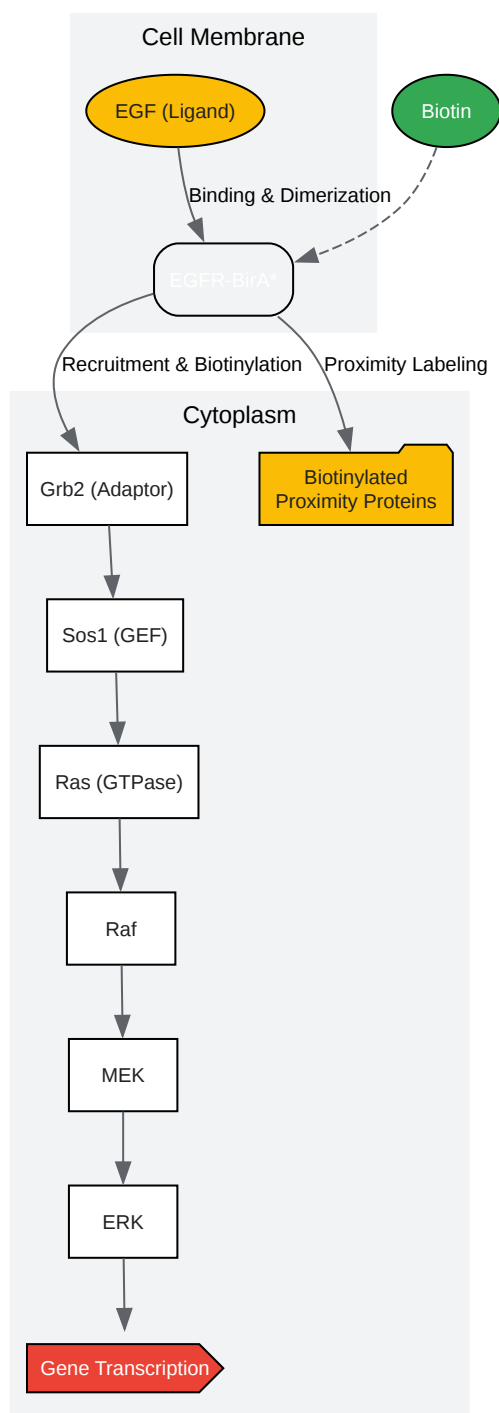 Cell Membrane
EGF (Ligand)
Biotin
Binding & Dimerization
EGFR-BirA*
Recruitment & Biotinylation
Proximity Labeling
Cytoplasm
Grb2 (Adaptor)
Biotinylated
Proximity Proteins
Sos1 (GEF)
Ras (GTPase)
Raf
MEK
ERK
Gene Transcription